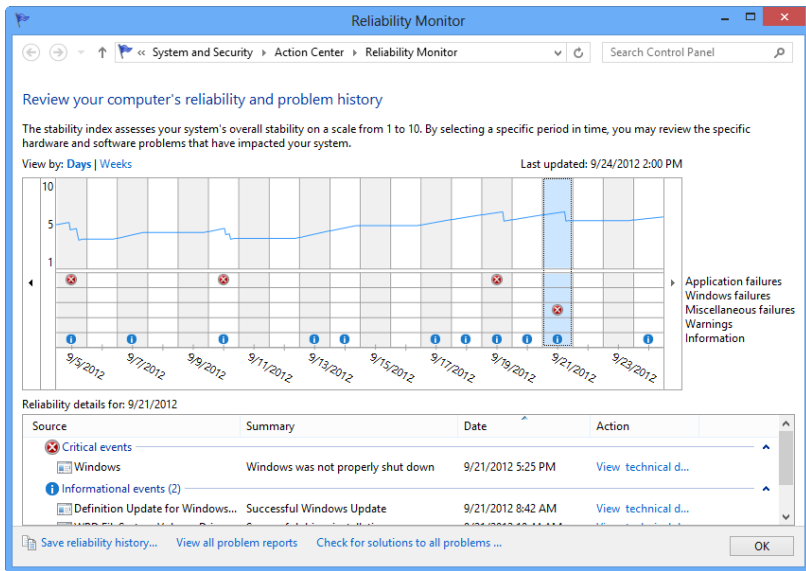 Reliability Monitor
« System and Security Action Center Reliability Monitor
Search Control Panel
Review your computer's reliability and problem history
The stability index assesses your system's overall stability on a scale from 1 to 10. By selecting a specific period in time, you may review the specific
hardware and software problems that have impacted your system.
View by: Days | Weeks
Last updated: 9/24/2012 2:00 PM
10
5
1
Application failures
Windows failures
Miscellaneous failures
Warnings
Information
9/5/2012 9/7/2012 9/9/2012 9/11/2012 9/13/2012 9/15/2012 9/17/2012 9/19/2012 9/21/2012 9/23/2012
Reliability details for: 9/21/2012
Source Summary Date Action
Critical events
Windows Windows was not properly shut down 9/21/2012 5:25 PM View technical d...
Informational events (2)
Definition Update for Windows... Successful Windows Update 9/21/2012 8:42 AM View technical d...
Save reliability history... View all problem reports Check for solutions to all problems ...
OK